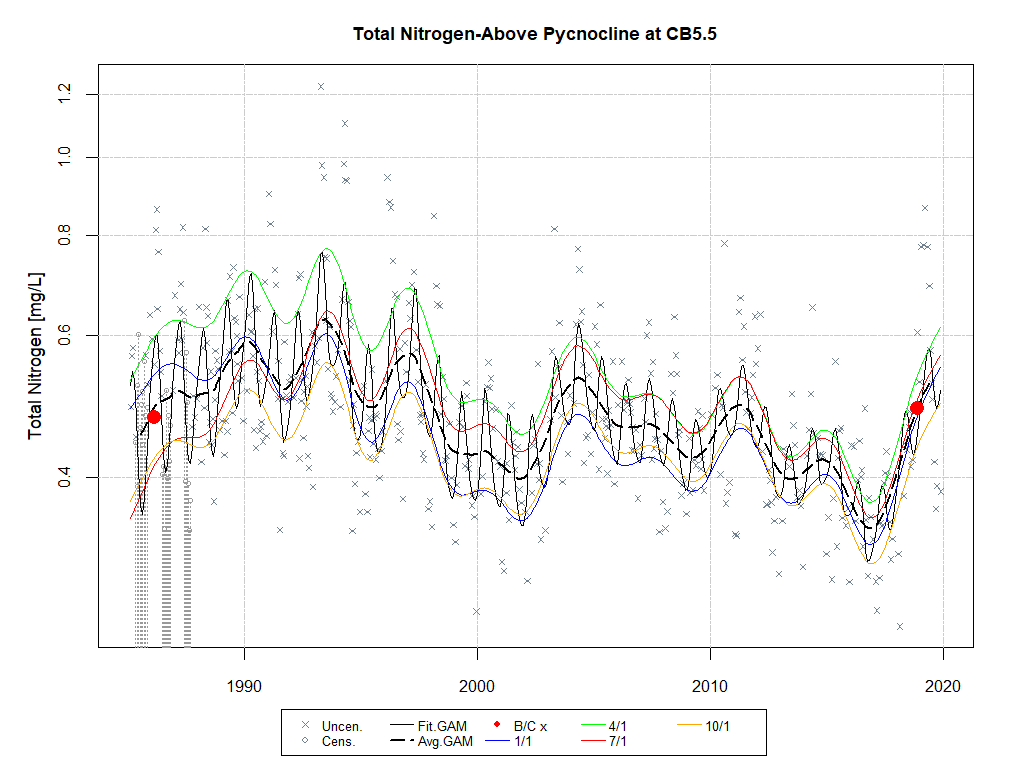 Total Nitrogen-Above Pycnocline at CB5.5
Total Nitrogen [mg/L]
1.2
1.0
0.8
0.6
0.4
1990 2000 2010 2020
Uncen. Fit.GAM B/C x 4/1 10/1
Cens. Avg.GAM 1/1 7/1